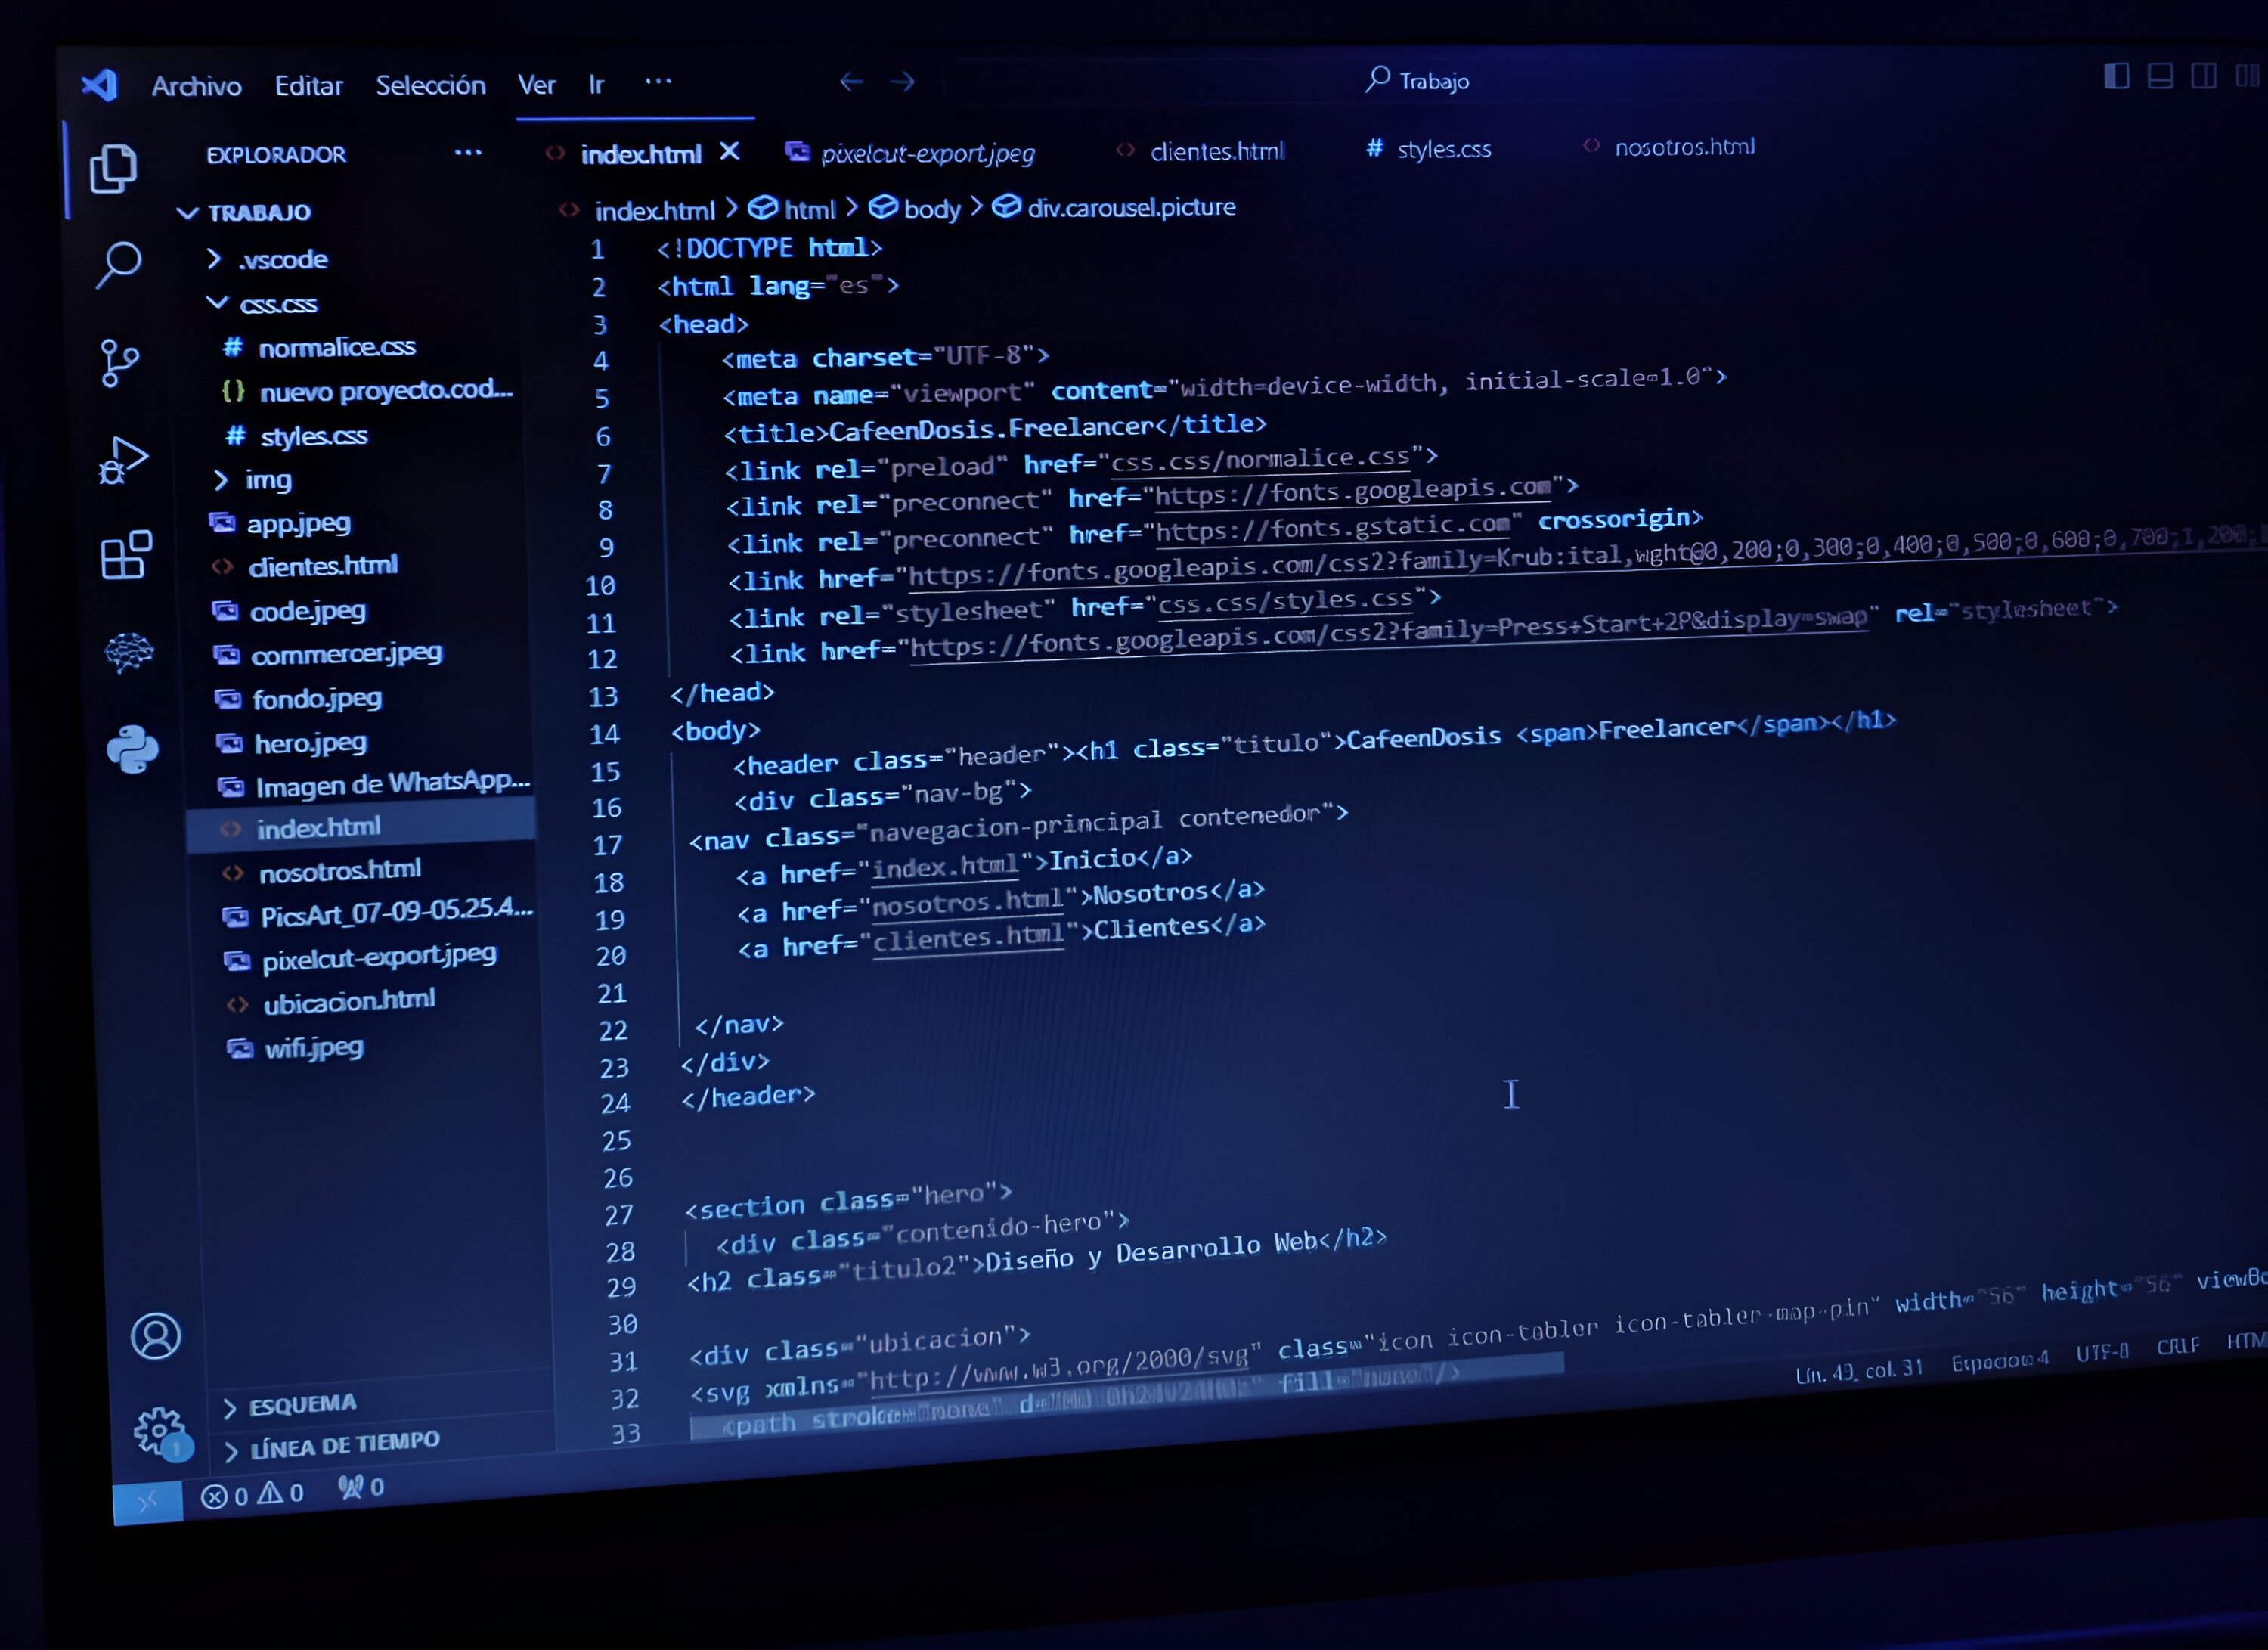 Archivo Editar Selección Ver Ir ... Trabajo
EXPLORADOR ...
index.html pixelcut-export.jpeg clientes.html # styles.css nosotros.html
TRABAJO
.vscode
css.css
# normalice.css
{} nuevo proyecto.cod...
# styles.css
img
app.jpeg
clientes.html
code.jpeg
commercer.jpeg
fondo.jpeg
hero.jpeg
Imagen de WhatsApp...
index.html
nosotros.html
PicsArt_07-09-05.25.4...
pixelcut-export.jpeg
ubicacion.html
wifi.jpeg
ESQUEMA
LÍNEA DE TIEMPO
index.html > html > body > div.carousel.picture
1 <!DOCTYPE html>
2 <html lang="es">
3 <head>
4 <meta charset="UTF-8">
5 <meta name="viewport" content="width=device-width, initial-scale=1.0">
6 <title>CafeenDosis.Freelancer</title>
7 <link rel="preload" href="css.css/normalice.css">
8 <link rel="preconnect" href="https://fonts.googleapis.com">
9 <link rel="preconnect" href="https://fonts.gstatic.com" crossorigin>
10 <link href="https://fonts.googleapis.com/css2?family=Krub:ital,wght@0,200;0,300;0,400;0,500;0,600;0,700;1,200;
11 <link rel="stylesheet" href="css.css/styles.css">
12 <link href="https://fonts.googleapis.com/css2?family=Press+Start+2P&display=swap" rel="stylesheet">
13 </head>
14 <body>
15 <header class="header"><h1 class="titulo">CafeenDosis <span>Freelancer</span></h1>
16 <div class="nav-bg">
17 <nav class="navegacion-principal contenedor">
18 <a href="index.html">Inicio</a>
19 <a href="nosotros.html">Nosotros</a>
20 <a href="clientes.html">Clientes</a>
21
22 </nav>
23 </div>
24 </header>
25
26
27 <section class="hero">
28 <div class="contenido-hero">
29 <h2 class="titulo2">Diseño y Desarrollo Web</h2>
30
31 <div class="ubicacion">
32 <svg xmlns="http://www.w3.org/2000/svg" class="icon icon-tabler icon-tabler-map-pin" width="56" height="56" viewBo
33 <path stroke="none" fill="none"/>
0 0 0
Lín. 49, col. 31 Espacios: 4 UTF-8 CRLF HTM
1